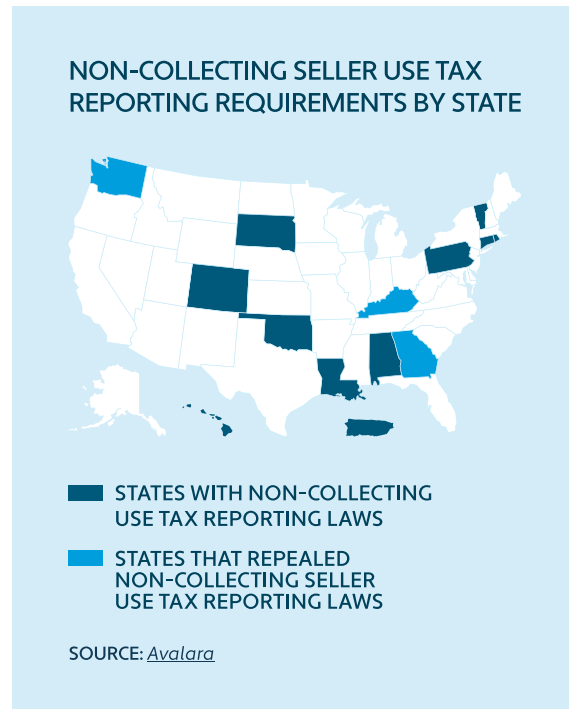 NON-COLLECTING SELLER USE TAX
REPORTING REQUIREMENTS BY STATE
STATES WITH NON-COLLECTING
USE TAX REPORTING LAWS
STATES THAT REPEALED
NON-COLLECTING SELLER
USE TAX REPORTING LAWS
SOURCE: Avalara